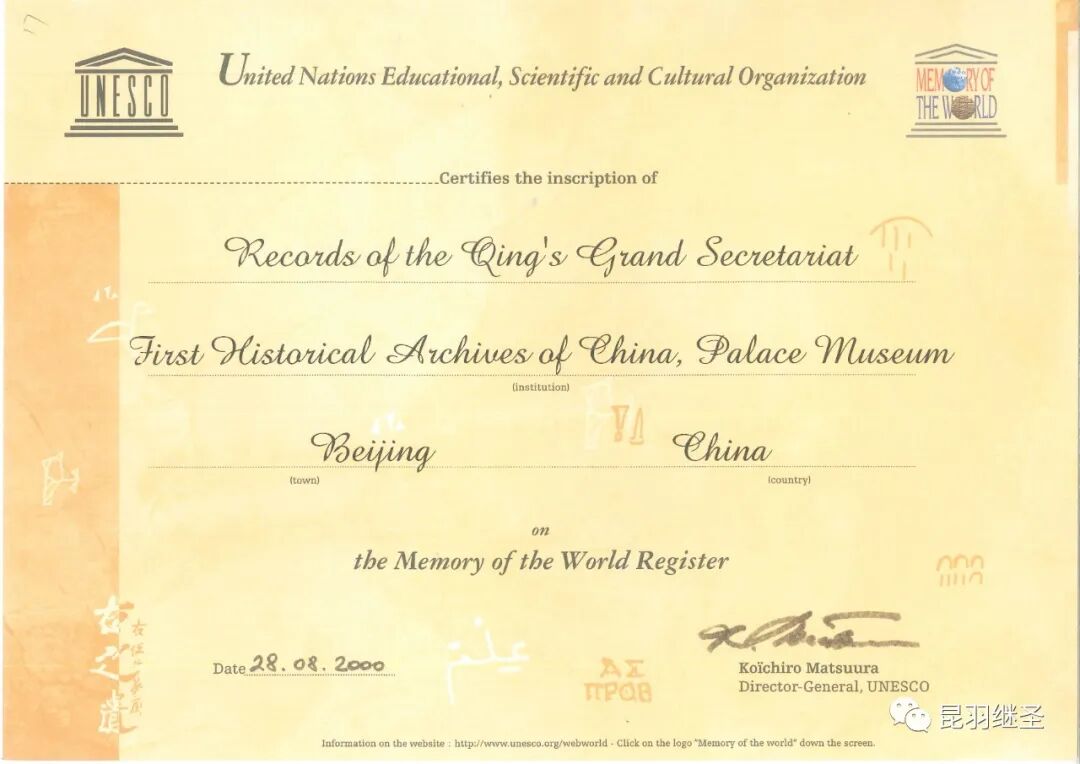 17
UNESCO
United Nations Educational, Scientific and Cultural Organization
MEMORY OF
THE WORLD
Certifies the inscription of
Records of the Qing's Grand Secretariat
First Historical Archives of China, Palace Museum
(institution)
Beijing China
(town) (country)
on
the Memory of the World Register
Date 28.08.2000
Koïchiro Matsuura
Director-General, UNESCO
ΑΣ
ΠΡΟΒ
昆羽继圣
Information on the website : http://www.unesco.org/webworld - Click on the logo "Memory of the world" down the screen.